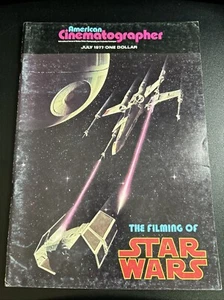 American
Cinematographer
JULY 1977 ONE DOLLAR
THE FILMING OF
STAR
WARS